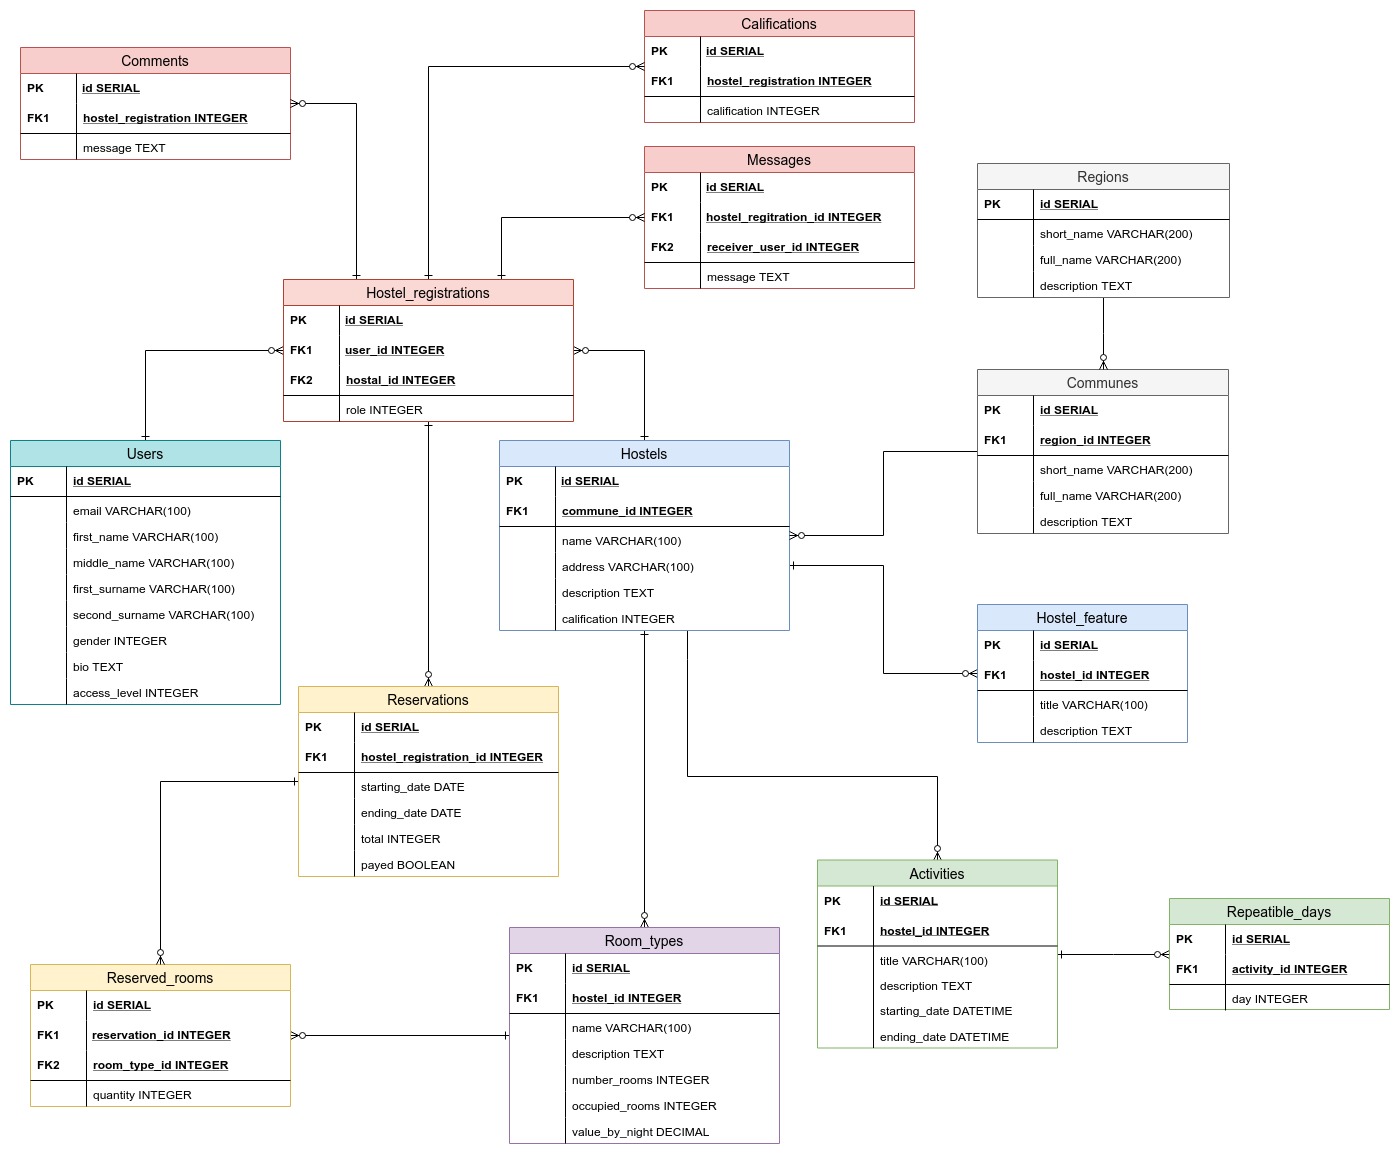 Comments
PK id SERIAL
FK1 hostel_registration INTEGER
message TEXT
Califications
PK id SERIAL
FK1 hostel_registration INTEGER
calification INTEGER
Messages
PK id SERIAL
FK1 hostel_regitration_id INTEGER
FK2 receiver_user_id INTEGER
message TEXT
Regions
PK id SERIAL
short_name VARCHAR(200)
full_name VARCHAR(200)
description TEXT
Hostel_registrations
PK id SERIAL
FK1 user_id INTEGER
FK2 hostal_id INTEGER
role INTEGER
Communes
PK id SERIAL
FK1 region_id INTEGER
short_name VARCHAR(200)
full_name VARCHAR(200)
description TEXT
Users
PK id SERIAL
email VARCHAR(100)
first_name VARCHAR(100)
middle_name VARCHAR(100)
first_surname VARCHAR(100)
second_surname VARCHAR(100)
gender INTEGER
bio TEXT
access_level INTEGER
Hostels
PK id SERIAL
FK1 commune_id INTEGER
name VARCHAR(100)
address VARCHAR(100)
description TEXT
calification INTEGER
Hostel_feature
PK id SERIAL
FK1 hostel_id INTEGER
title VARCHAR(100)
description TEXT
Reservations
PK id SERIAL
FK1 hostel_registration_id INTEGER
starting_date DATE
ending_date DATE
total INTEGER
payed BOOLEAN
Activities
PK id SERIAL
FK1 hostel_id INTEGER
title VARCHAR(100)
description TEXT
starting_date DATETIME
ending_date DATETIME
Repeatible_days
PK id SERIAL
FK1 activity_id INTEGER
day INTEGER
Reserved_rooms
PK id SERIAL
FK1 reservation_id INTEGER
FK2 room_type_id INTEGER
quantity INTEGER
Room_types
PK id SERIAL
FK1 hostel_id INTEGER
name VARCHAR(100)
description TEXT
number_rooms INTEGER
occupied_rooms INTEGER
value_by_night DECIMAL